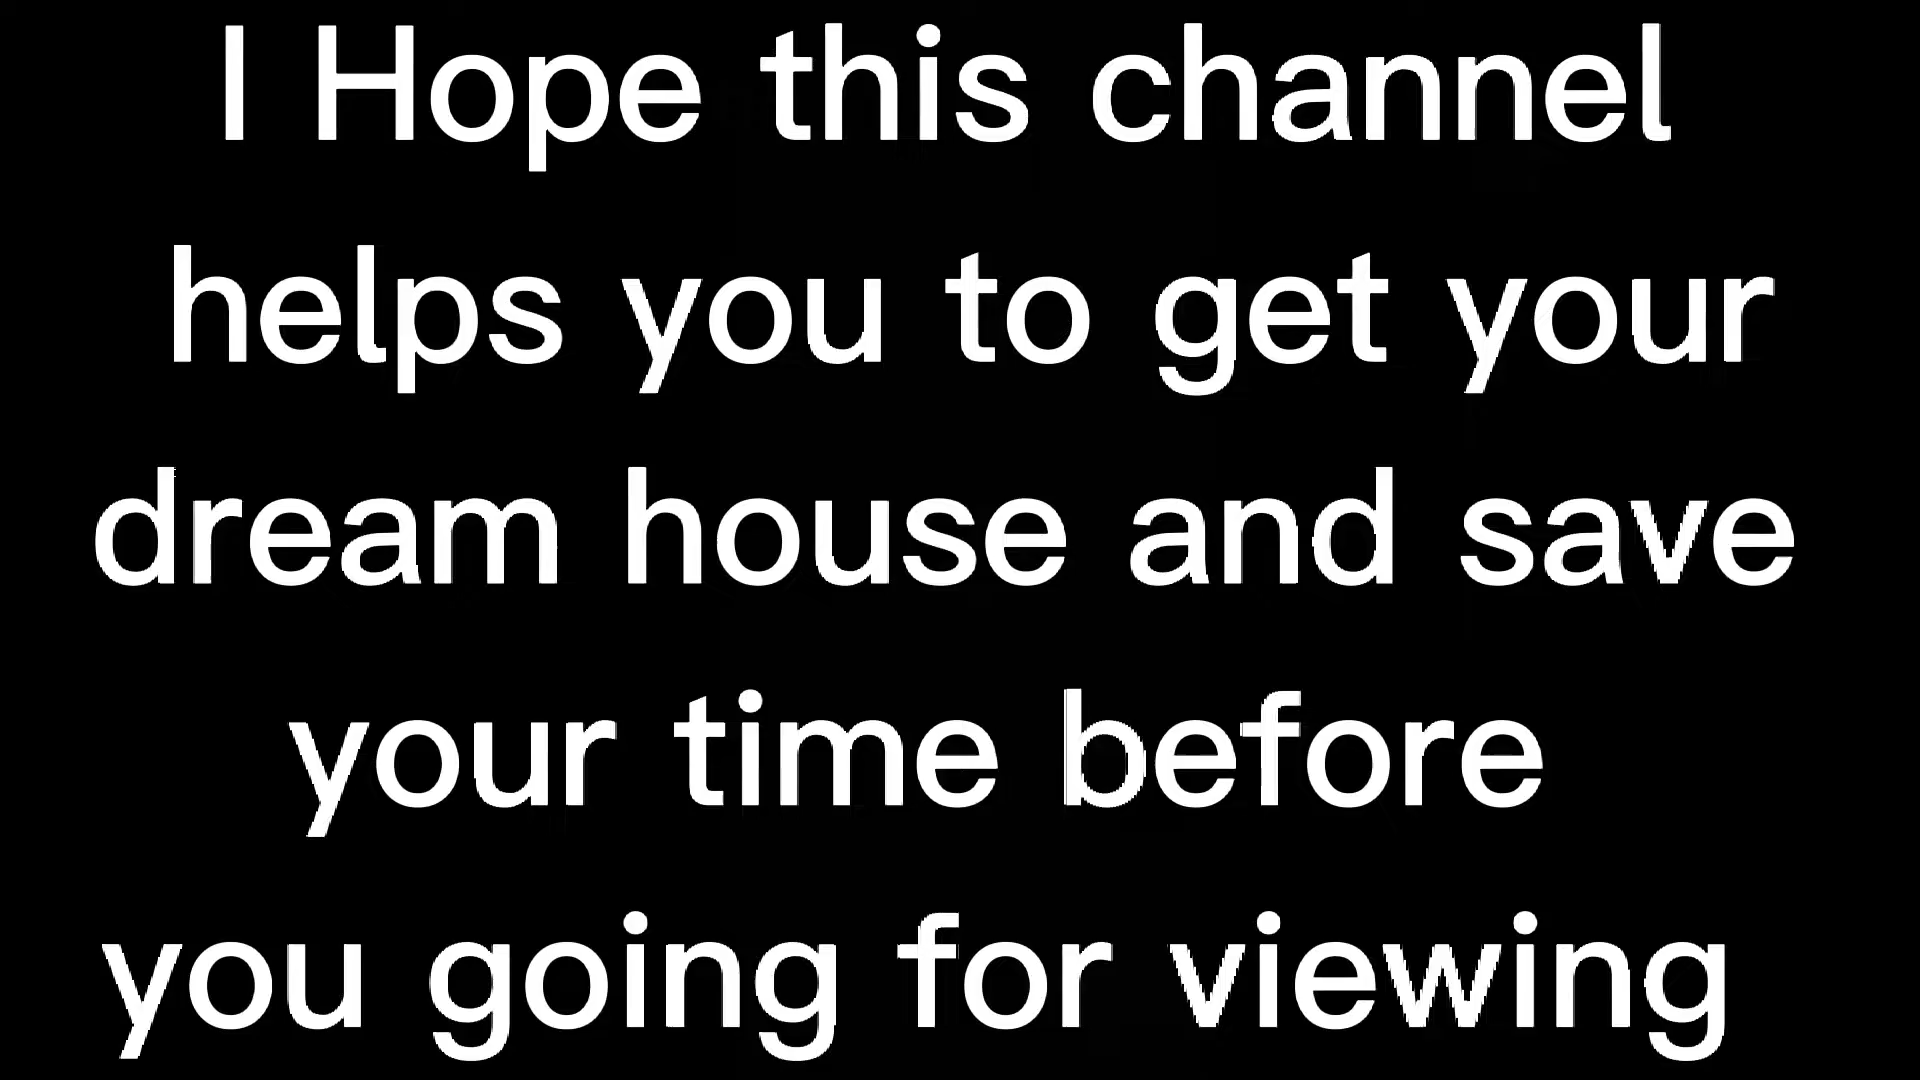 I Hope this channel
helps you to get your
dream house and save
your time before
you going for viewing